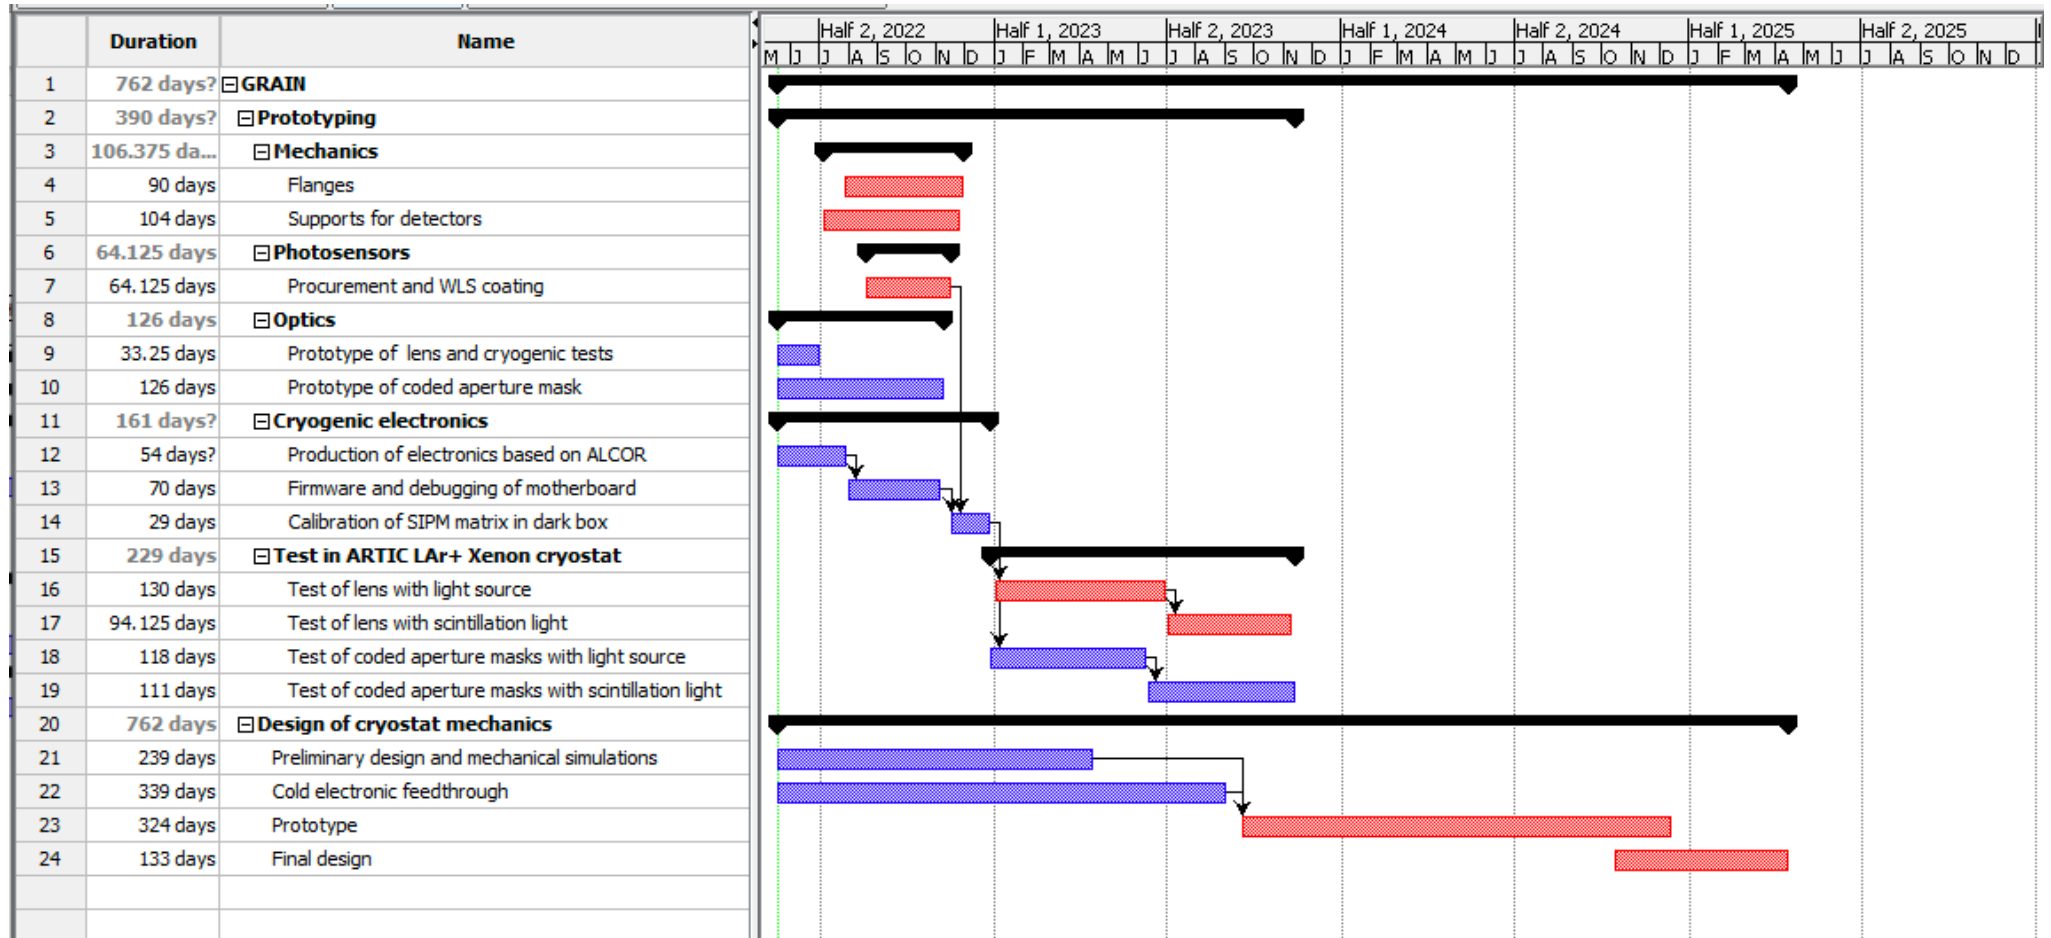 Duration Name
Half 2, 2022 Half 1, 2023 Half 2, 2023 Half 1, 2024 Half 2, 2024 Half 1, 2025 Half 2, 2025
M J J A S O N D J F M A M J J A S O N D J F M A M J J A S O N D J F M A M J J A S O N D
1 762 days? GRAIN
2 390 days? Prototyping
3 106.375 da... Mechanics
4 90 days Flanges
5 104 days Supports for detectors
6 64.125 days Photosensors
7 64.125 days Procurement and WLS coating
8 126 days Optics
9 33.25 days Prototype of lens and cryogenic tests
10 126 days Prototype of coded aperture mask
11 161 days? Cryogenic electronics
12 54 days? Production of electronics based on ALCOR
13 70 days Firmware and debugging of motherboard
14 29 days Calibration of SIPM matrix in dark box
15 229 days Test in ARTIC LAr+ Xenon cryostat
16 130 days Test of lens with light source
17 94.125 days Test of lens with scintillation light
18 118 days Test of coded aperture masks with light source
19 111 days Test of coded aperture masks with scintillation light
20 762 days Design of cryostat mechanics
21 239 days Preliminary design and mechanical simulations
22 339 days Cold electronic feedthrough
23 324 days Prototype
24 133 days Final design